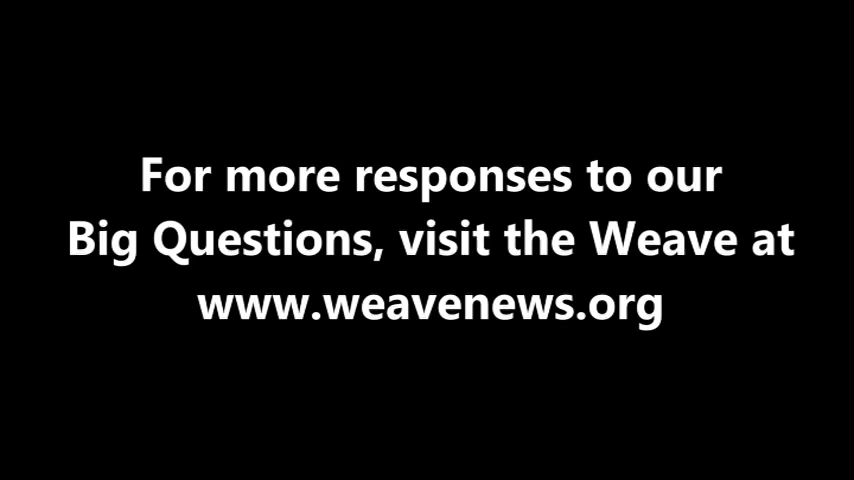 For more responses to our
Big Questions, visit the Weave at
www.weavenews.org